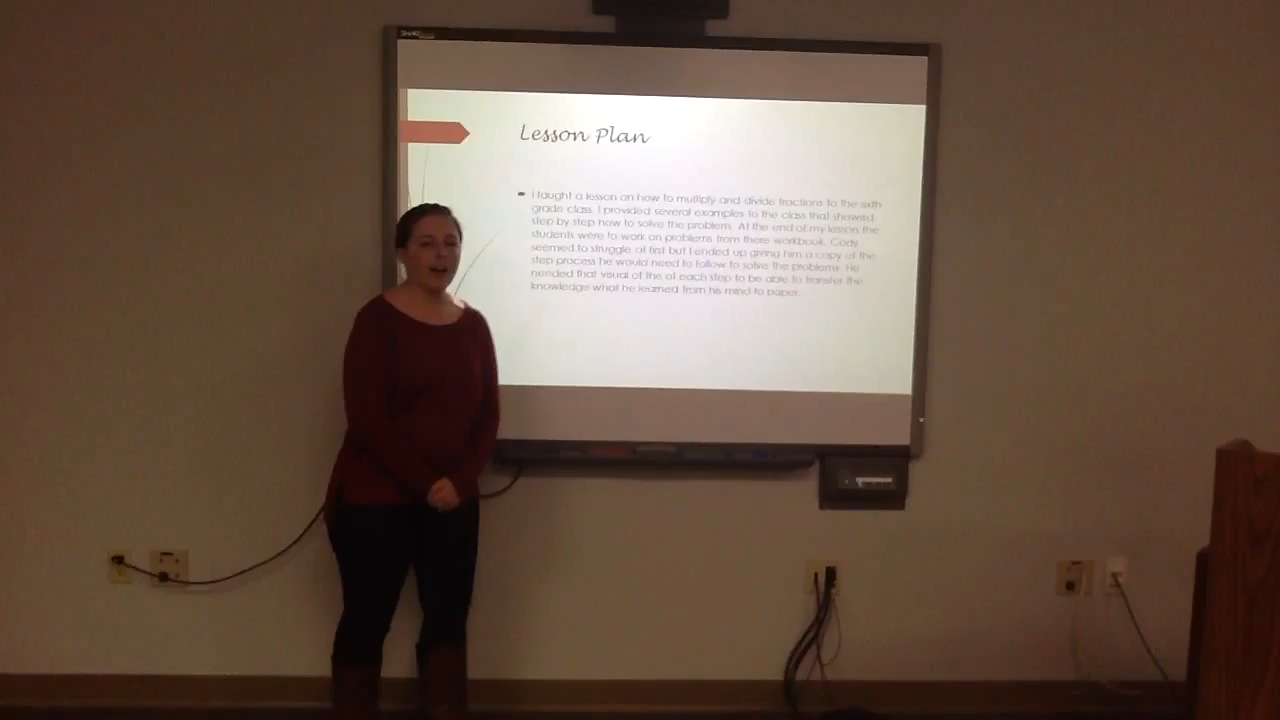 SMART
Lesson Plan
I taught a lesson on how to multiply and divide fractions to the sixth
grade class. I provided several examples to the class that showed
step by step how to solve the problem. At the end of my lesson the
students were to work on problems from there workbook. Cody
seemed to struggle at first but I ended up giving him a copy of the
step process he would need to follow to solve the problems. He
needed that visual of the of each step to be able to transfer the
knowledge what he learned from his mind to paper.